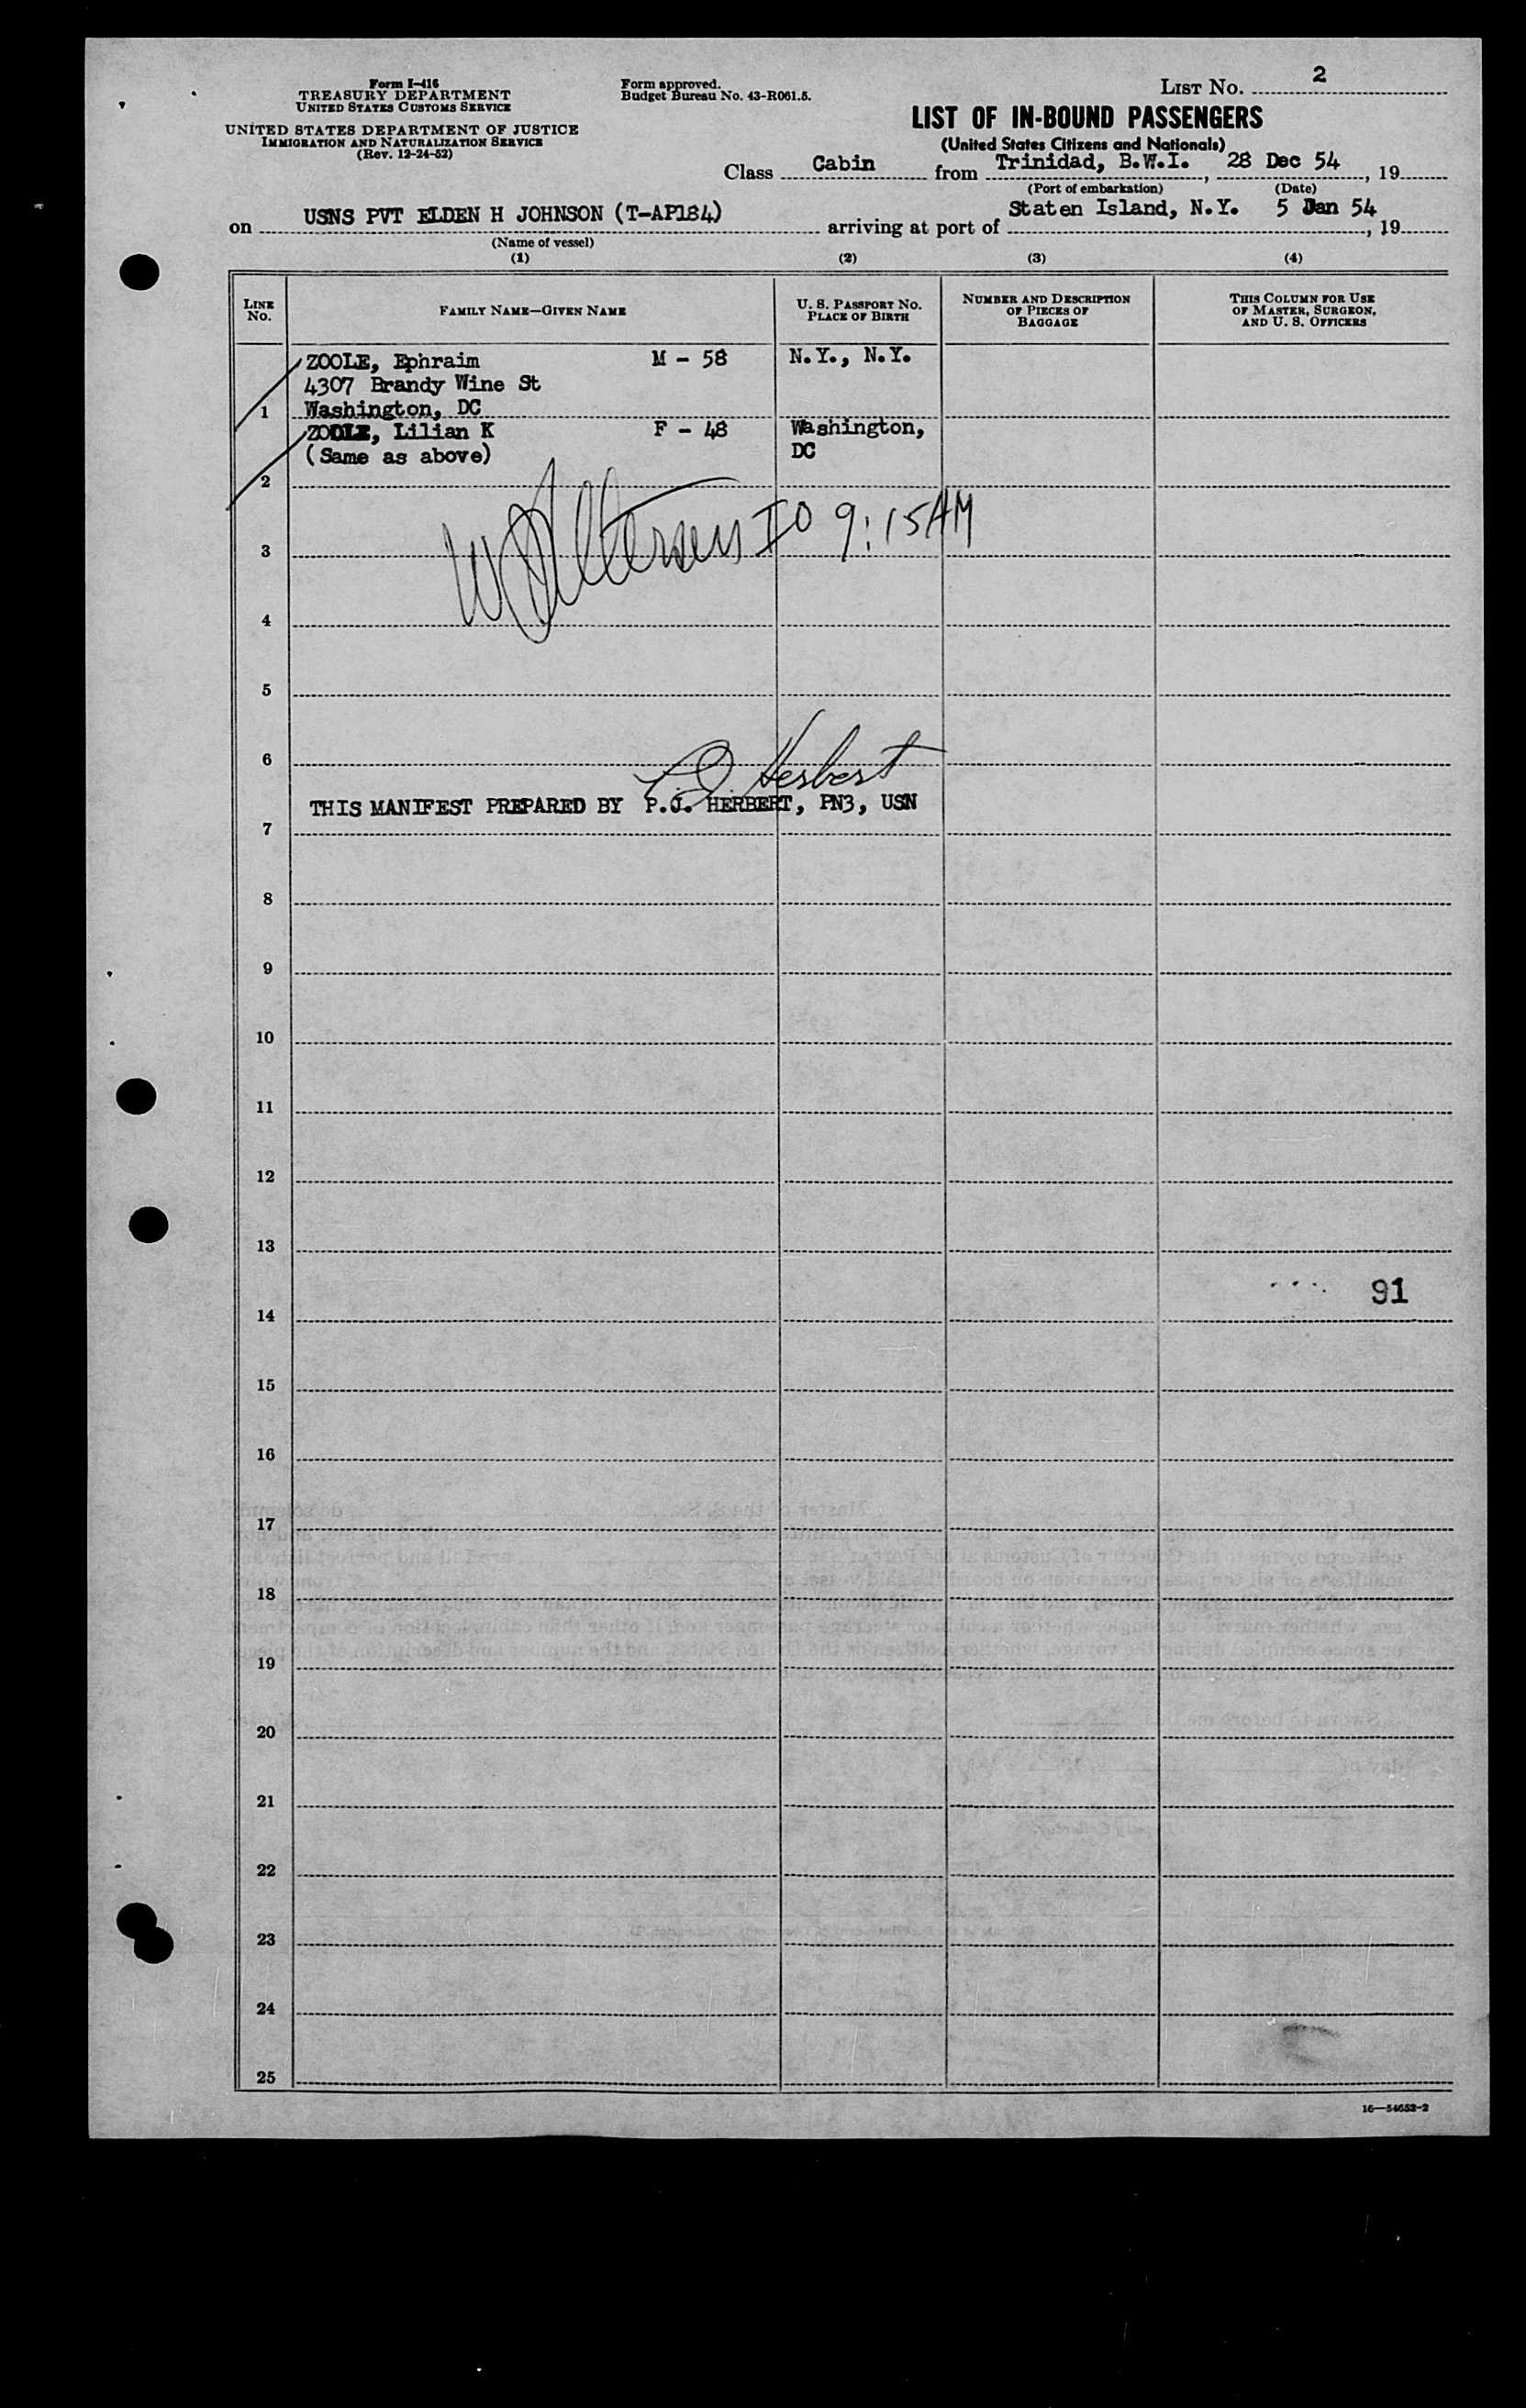 Form I-416
TREASURY DEPARTMENT
UNITED STATES CUSTOMS SERVICE
UNITED STATES DEPARTMENT OF JUSTICE
IMMIGRATION AND NATURALIZATION SERVICE
(Rev. 12-24-52)
Form approved.
Budget Bureau No. 43-R061.5.
LIST No. 2
LIST OF IN-BOUND PASSENGERS
(United States Citizens and Nationals)
Class Cabin from Trinidad, B.W.I. , 28 Dec 54 , 19
(Port of embarkation) (Date)
on USNS PVT ELDEN H JOHNSON (T-AP184) arriving at port of Staten Island, N.Y. 5 Jan 54 , 19
(Name of vessel)
(1) (2) (3) (4)
LINE No. FAMILY NAME—GIVEN NAME U. S. PASSPORT NO. PLACE OF BIRTH NUMBER AND DESCRIPTION OF PIECES OF BAGGAGE THIS COLUMN FOR USE OF MASTER, SURGEON, AND U. S. OFFICERS
ZOOLE, Ephraim M - 58 N.Y., N.Y.
4307 Brandy Wine St
1 Washington, DC
ZOOLE, Lilian K F - 48 Washington,
(Same as above) DC
2
IO 9:15AM
3
4
5
6
Herbert
THIS MANIFEST PREPARED BY P.J. HERBERT, PN3, USN
7
8
9
10
11
12
13
91
14
15
16
17
18
19
20
21
22
23
24
25
16—54652-2